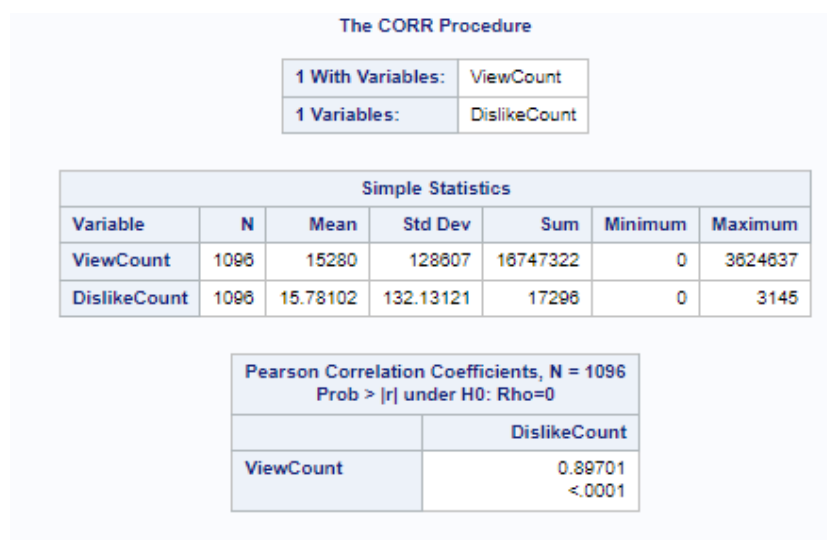 The CORR Procedure
1 With Variables: ViewCount
1 Variables: DislikeCount
Simple Statistics
Variable N Mean Std Dev Sum Minimum Maximum
ViewCount 1096 15280 128607 16747322 0 3624637
DislikeCount 1096 15.78102 132.13121 17296 0 3145
Pearson Correlation Coefficients, N = 1096
Prob > |r| under H0: Rho=0
DislikeCount
ViewCount 0.89701
<.0001